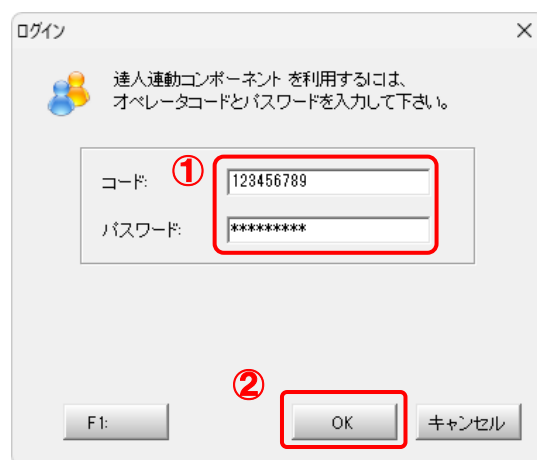 ログイン
達人連動コンポーネント を利用するには、
オペレータコードとパスワードを入力して下さい。
① コード: 123456789
パスワード: *********
②
F1: OK キャンセル